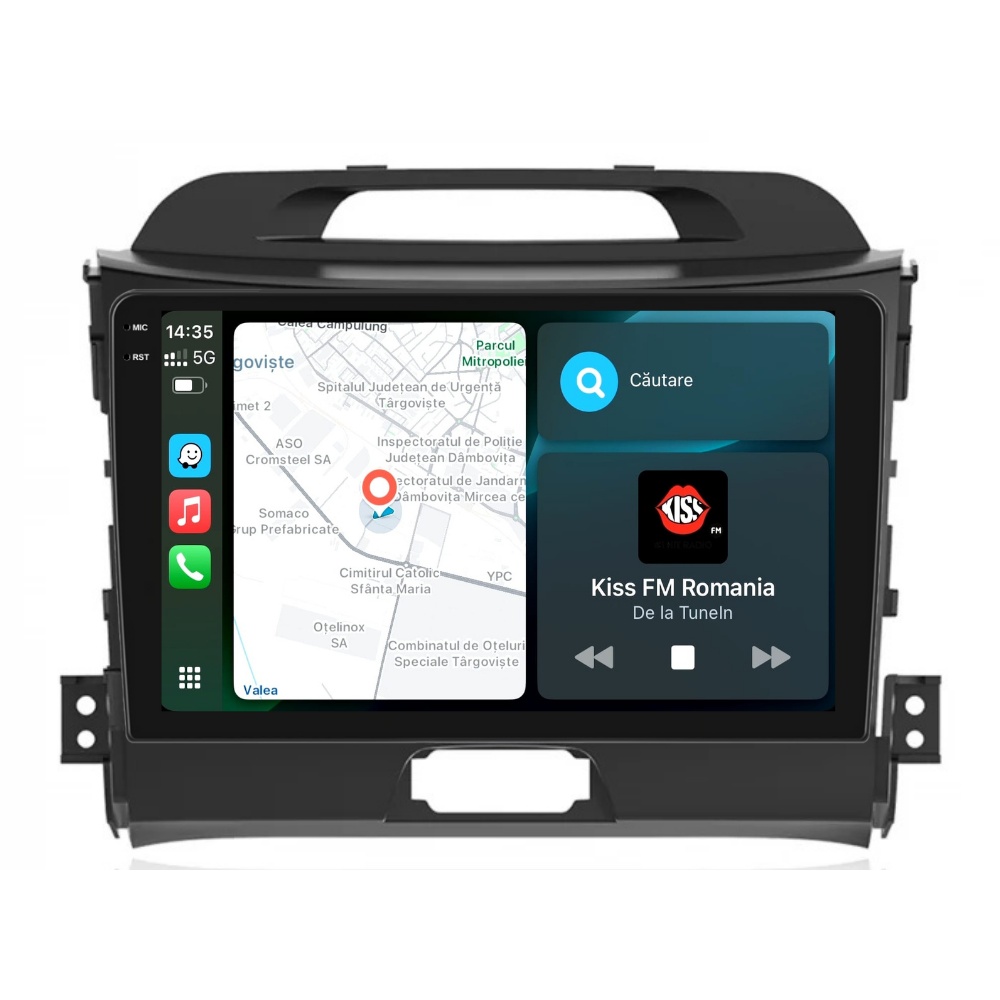 MIC
RST
14:35
5G
Calea Câmpulung
goviște
Parcul
Mitropoliei
Spitalul Județean de Urgență
Târgoviște
imet 2
ASO
Cromsteel SA
Inspectoratul de Poliție
Județean Dâmbovița
ectoratul de Jandarm
Dâmbovița Mircea ce
Somaco
Grup Prefabricate
Cimitirul Catolic
Sfânta Maria
YPC
Oțelinox
SA
Combinatul de Oțeluri
Speciale Târgoviște
Valea
Căutare
KISS
FM
Kiss FM Romania
De la TuneIn